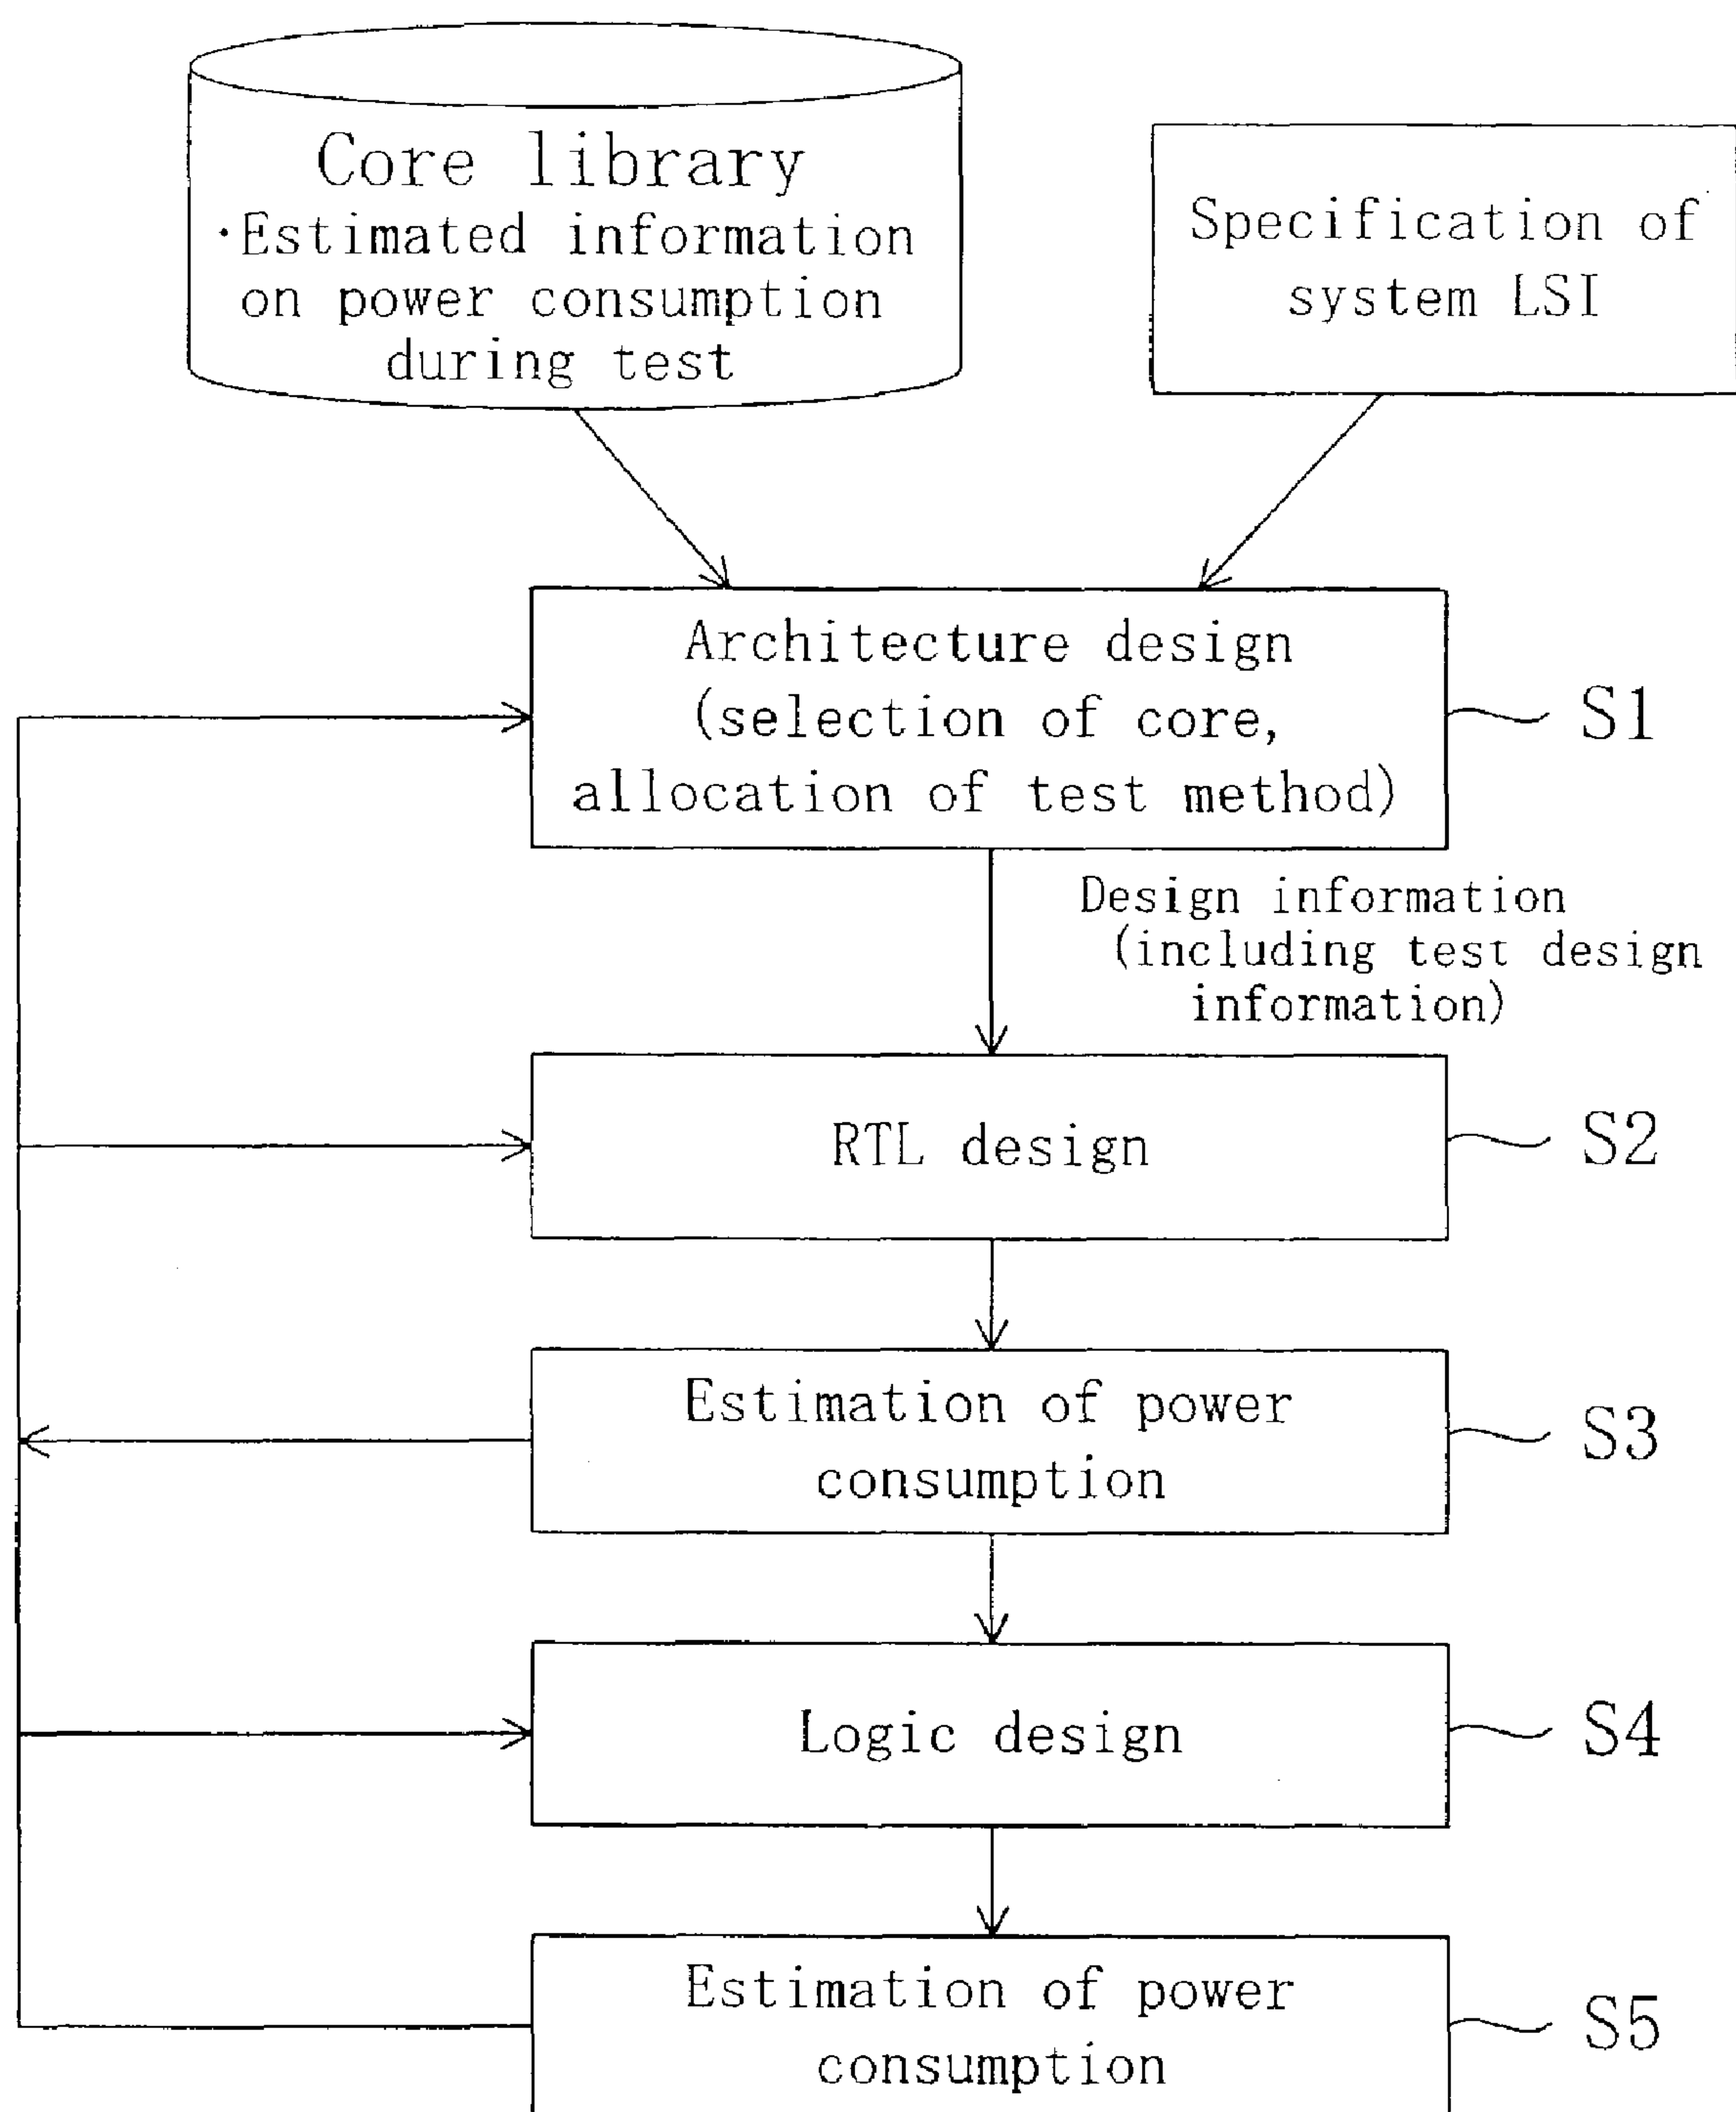 Core library
·Estimated information
on power consumption
during test
Specification of
system LSI
Architecture design
(selection of core,
allocation of test method)
S1
Design information
(including test design
information)
RTL design
S2
Estimation of power
consumption
S3
Logic design
S4
Estimation of power
consumption
S5